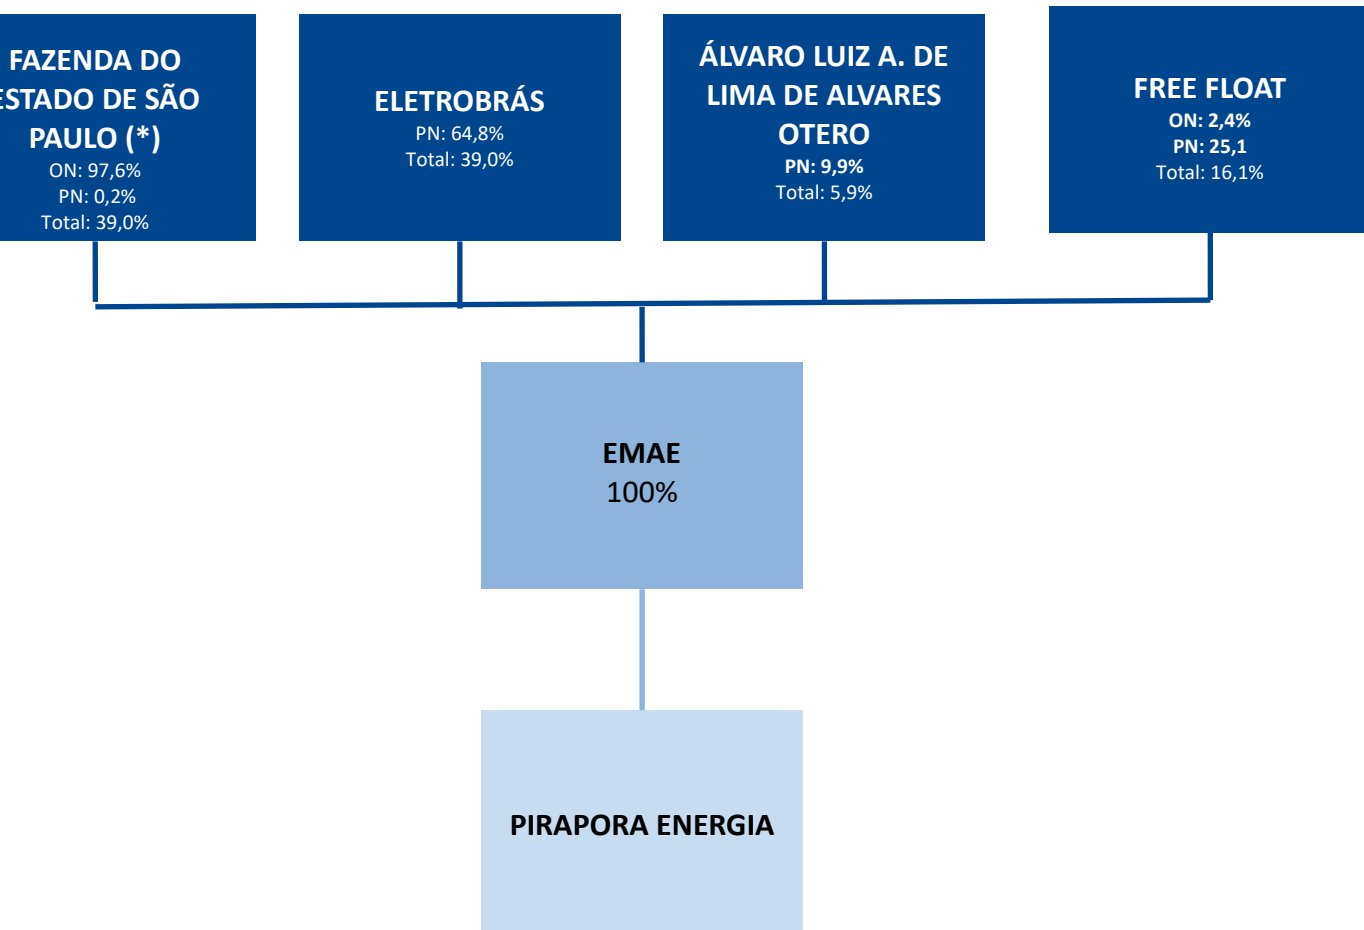 FAZENDA DO
ESTADO DE SÃO
PAULO (*)
ON: 97,6%
PN: 0,2%
Total: 39,0%
ELETROBRÁS
PN: 64,8%
Total: 39,0%
ÁLVARO LUIZ A. DE
LIMA DE ALVARES
OTERO
PN: 9,9%
Total: 5,9%
FREE FLOAT
ON: 2,4%
PN: 25,1
Total: 16,1%
EMAE
100%
PIRAPORA ENERGIA